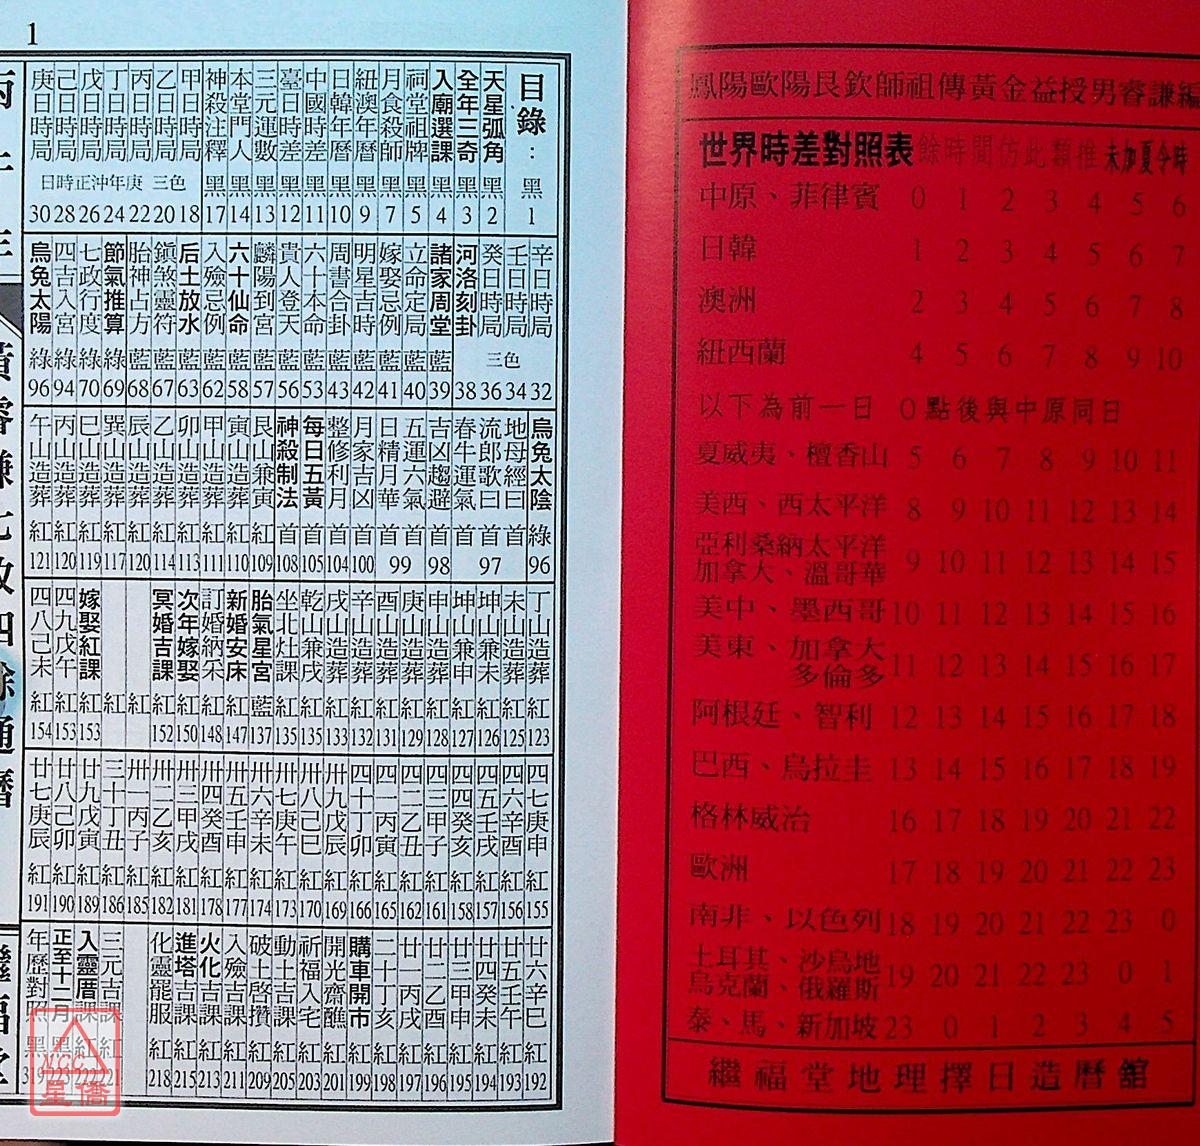 1
目錄：黑 1
天星弧角 黑 2
全年三奇 黑 3
入廟選課 黑 4
祠堂祖牌 黑 5
月食殺師 黑 7
紐澳年曆 黑 9
日韓年曆 黑 10
中國時差 黑 11
臺日時差 黑 12
三元運數 黑 13
本堂門人 黑 14
神殺注釋 黑 17
甲日時局 18
乙日時局 20
丙日時局 22
丁日時局 24
戊日時局 26
己日時局 28
庚日時局 30
日時正沖年庚 三色
辛日時局 32
壬日時局 34
癸日時局 36
三色
河洛刻卦 38
諸家周堂 藍 39
立命定局 藍 40
嫁娶忌例 藍 41
明星吉時 藍 42
周書合卦 藍 43
六十本命 藍 53
貴人登天 藍 56
麟陽到宮 藍 57
六十仙命 藍 58
入殮忌例 藍 62
后土放水 藍 63
鎮煞靈符 藍 67
胎神占方 藍 68
節氣推算 綠 69
七政行度 綠 70
四吉入宮 綠 94
烏兔太陽 綠 96
烏兔太陰 綠 96
地母經曰 首
流郎歌曰 首 97
春牛運氣 首
吉凶趨避 首 98
五運六氣 首
日精月華 首 99
月家吉凶 首 100
整修利月 首 104
每日五黃 首 105
神殺制法 首 108
艮山兼寅 紅 109
寅山造葬 紅 110
甲山造葬 紅 111
卯山造葬 紅 113
乙山造葬 紅 114
辰山造葬 紅 120
巽山造葬 紅 117
巳山造葬 紅 119
丙山造葬 紅 120
午山造葬 紅 121
丁山造葬 紅 123
未山造葬 紅 125
坤山兼未 紅 126
坤山兼申 紅 127
申山造葬 紅 128
庚山造葬 紅 129
酉山造葬 紅 131
辛山造葬 紅 132
戌山造葬 紅 133
乾山兼戌 紅 135
坐北灶課 紅 135
胎氣星宮 藍 137
新婚安床 紅 147
訂婚納采 紅 148
次年嫁娶 紅 150
冥婚吉課 紅 152
紅
紅
嫁娶紅課 紅 153
四九戊午 紅 153
四八己未 紅 154
四七庚申 紅 155
四六辛酉 紅 156
四五壬戌 紅 157
四四癸亥 紅 158
四三甲子 紅 161
四二乙丑 紅 162
四一丙寅 紅 165
四十丁卯 紅 166
卅九戊辰 紅 169
卅八己巳 紅 170
卅七庚午 紅 173
卅六辛未 紅 174
卅五壬申 紅 177
卅四癸酉 紅 178
卅三甲戌 紅 181
卅二乙亥 紅 182
卅一丙子 紅 185
三十丁丑 紅 186
廿九戊寅 紅 189
廿八己卯 紅 190
廿七庚辰 紅 191
廿六辛巳 紅 192
廿五壬午 紅 193
廿四癸未 紅 194
廿三甲申 紅 195
廿二乙酉 紅 196
廿一丙戌 紅 197
二十丁亥 紅 198
購車開市 紅 199
開光齋醮 紅 201
祈福入宅 紅 203
動土吉課 紅 205
破土啓攢 紅 209
入殮吉課 紅 211
火化吉課 紅 213
進塔吉課 紅 215
化靈罷服 紅 218
三元吉課 紅 221
入靈厝課 紅
正至十二月 黑
年歷對照 黑 319
NCC
星僑
鳳陽歐陽艮欽師祖傳黃金益授男睿謙編
世界時差對照表 餘時間仿此類推 未加夏令時
中原、菲律賓 0 1 2 3 4 5 6
日韓 1 2 3 4 5 6 7
澳洲 2 3 4 5 6 7 8
紐西蘭 4 5 6 7 8 9 10
以下為前一日 0點後與中原同日
夏威夷、檀香山 5 6 7 8 9 10 11
美西、西太平洋 8 9 10 11 12 13 14
亞利桑納太平洋
加拿大、溫哥華 9 10 11 12 13 14 15
美中、墨西哥 10 11 12 13 14 15 16
美東、加拿大
多倫多 11 12 13 14 15 16 17
阿根廷、智利 12 13 14 15 16 17 18
巴西、烏拉圭 13 14 15 16 17 18 19
格林威治 16 17 18 19 20 21 22
歐洲 17 18 19 20 21 22 23
南非、以色列 18 19 20 21 22 23 0
土耳其、沙烏地
烏克蘭、俄羅斯 19 20 21 22 23 0 1
泰、馬、新加坡 23 0 1 2 3 4 5
繼福堂地理擇日造曆舘